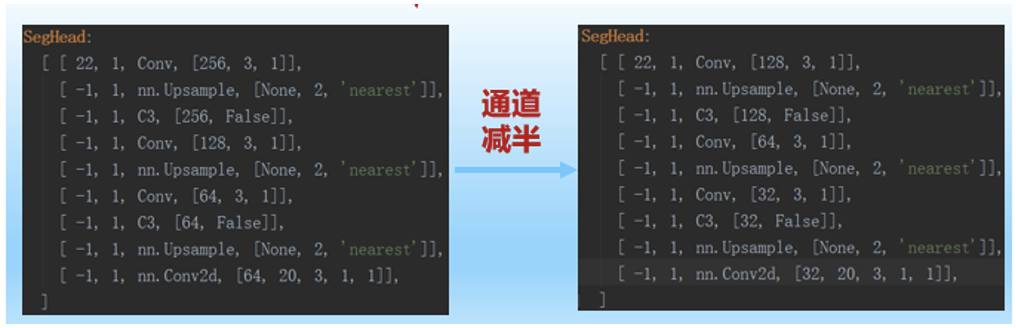 SegHead:
[ [ 22, 1, Conv, [256, 3, 1]],
[ -1, 1, nn.Upsample, [None, 2, 'nearest']],
[ -1, 1, C3, [256, False]],
[ -1, 1, Conv, [128, 3, 1]],
[ -1, 1, nn.Upsample, [None, 2, 'nearest']],
[ -1, 1, Conv, [64, 3, 1]],
[ -1, 1, C3, [64, False]],
[ -1, 1, nn.Upsample, [None, 2, 'nearest']],
[ -1, 1, nn.Conv2d, [64, 20, 3, 1, 1]],
]
通道
减半
SegHead:
[ [ 22, 1, Conv, [128, 3, 1]],
[ -1, 1, nn.Upsample, [None, 2, 'nearest']],
[ -1, 1, C3, [128, False]],
[ -1, 1, Conv, [64, 3, 1]],
[ -1, 1, nn.Upsample, [None, 2, 'nearest']],
[ -1, 1, Conv, [32, 3, 1]],
[ -1, 1, C3, [32, False]],
[ -1, 1, nn.Upsample, [None, 2, 'nearest']],
[ -1, 1, nn.Conv2d, [32, 20, 3, 1, 1]],
]